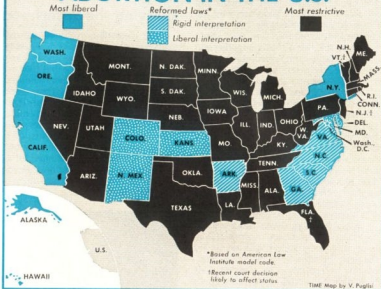 ABORTION IN THE U.S.
Most liberal
Reformed laws*
Most restrictive
Rigid interpretation
Liberal interpretation
WASH.
MONT.
N. DAK.
MINN.
N.H.
VT.‡
ME.
MASS.
ORE.
IDAHO
S. DAK.
WIS.
MICH.
N.Y.
R.I.
CONN.
WYO.
IOWA
PA.
N.J.‡
NEB.
ILL.
IND.
OHIO
DEL.
NEV.
UTAH
COLO.
KANS.
MO.
W VA.
VA.
MD.
Wash., D.C.
CALIF.
KY.
N.C.
TENN.
ARIZ.
N. MEX.
OKLA.
ARK.
S.C.
MISS.
ALA.
GA.
TEXAS
LA.
FLA.
ALASKA
U.S.
HAWAII
*Based on American Law
Institute model code.
‡Recent court decision
likely to affect status
TIME Map by V. Puglisi